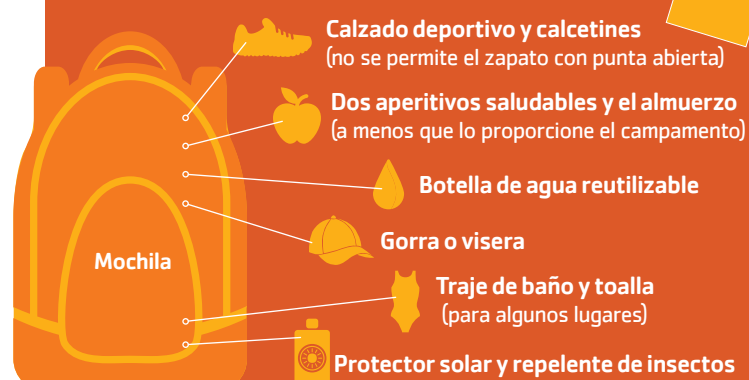 Calzado deportivo y calcetines
(no se permite el zapato con punta abierta)
Dos aperitivos saludables y el almuerzo
(a menos que lo proporcione el campamento)
Botella de agua reutilizable
Gorra o visera
Mochila
Traje de baño y toalla
(para algunos lugares)
Protector solar y repelente de insectos